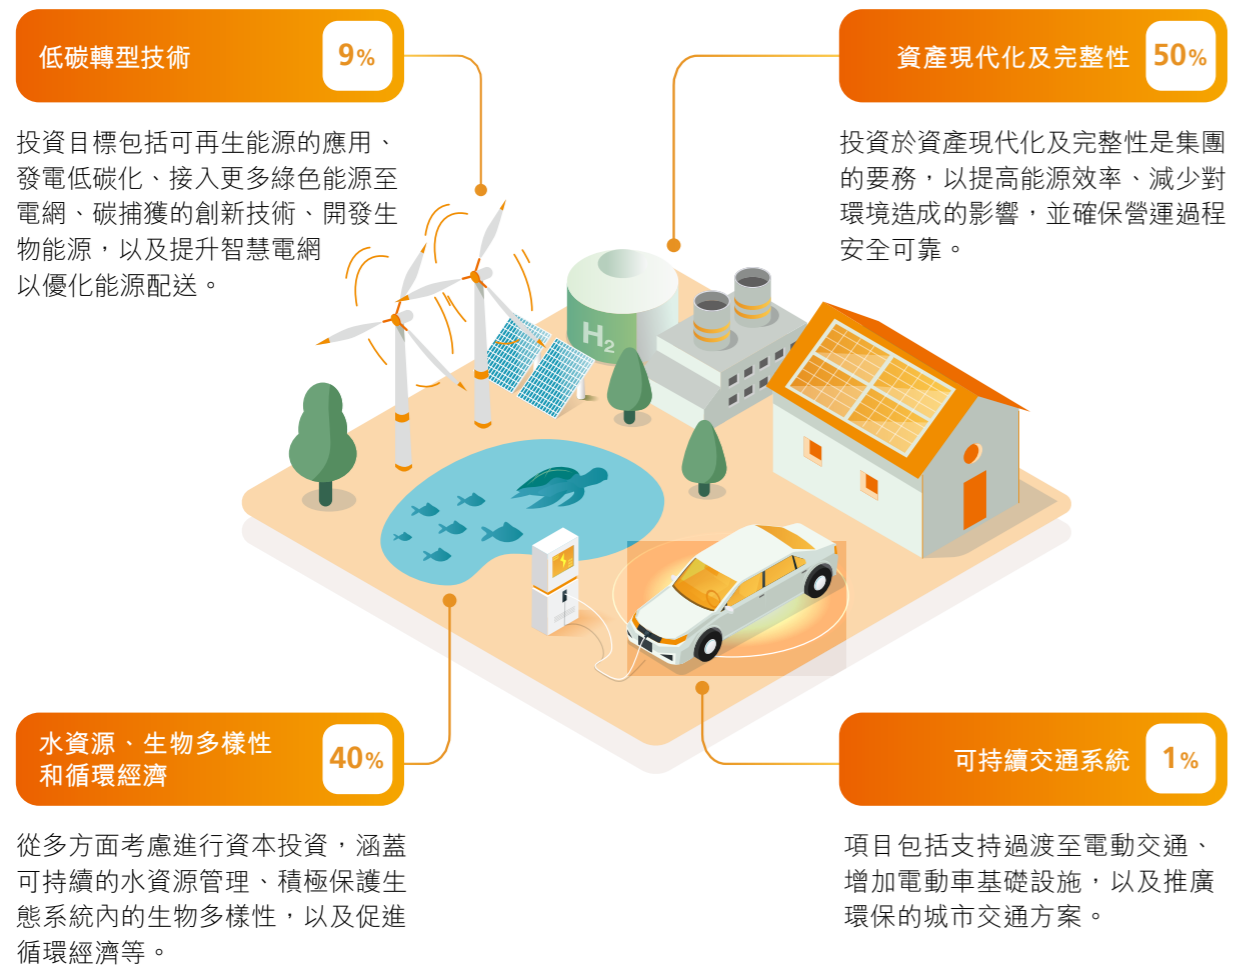 低碳轉型技術
9%
投資目標包括可再生能源的應用、
發電低碳化、接入更多綠色能源至
電網、碳捕獲的創新技術、開發生
物能源，以及提升智慧電網
以優化能源配送。
資產現代化及完整性
50%
投資於資產現代化及完整性是集團
的要務，以提高能源效率、減少對
環境造成的影響，並確保營運過程
安全可靠。
H2
水資源、生物多樣性
和循環經濟
40%
從多方面考慮進行資本投資，涵蓋
可持續的水資源管理、積極保護生
態系統內的生物多樣性，以及促進
循環經濟等。
可持續交通系統
1%
項目包括支持過渡至電動交通、
增加電動車基礎設施，以及推廣
環保的城市交通方案。